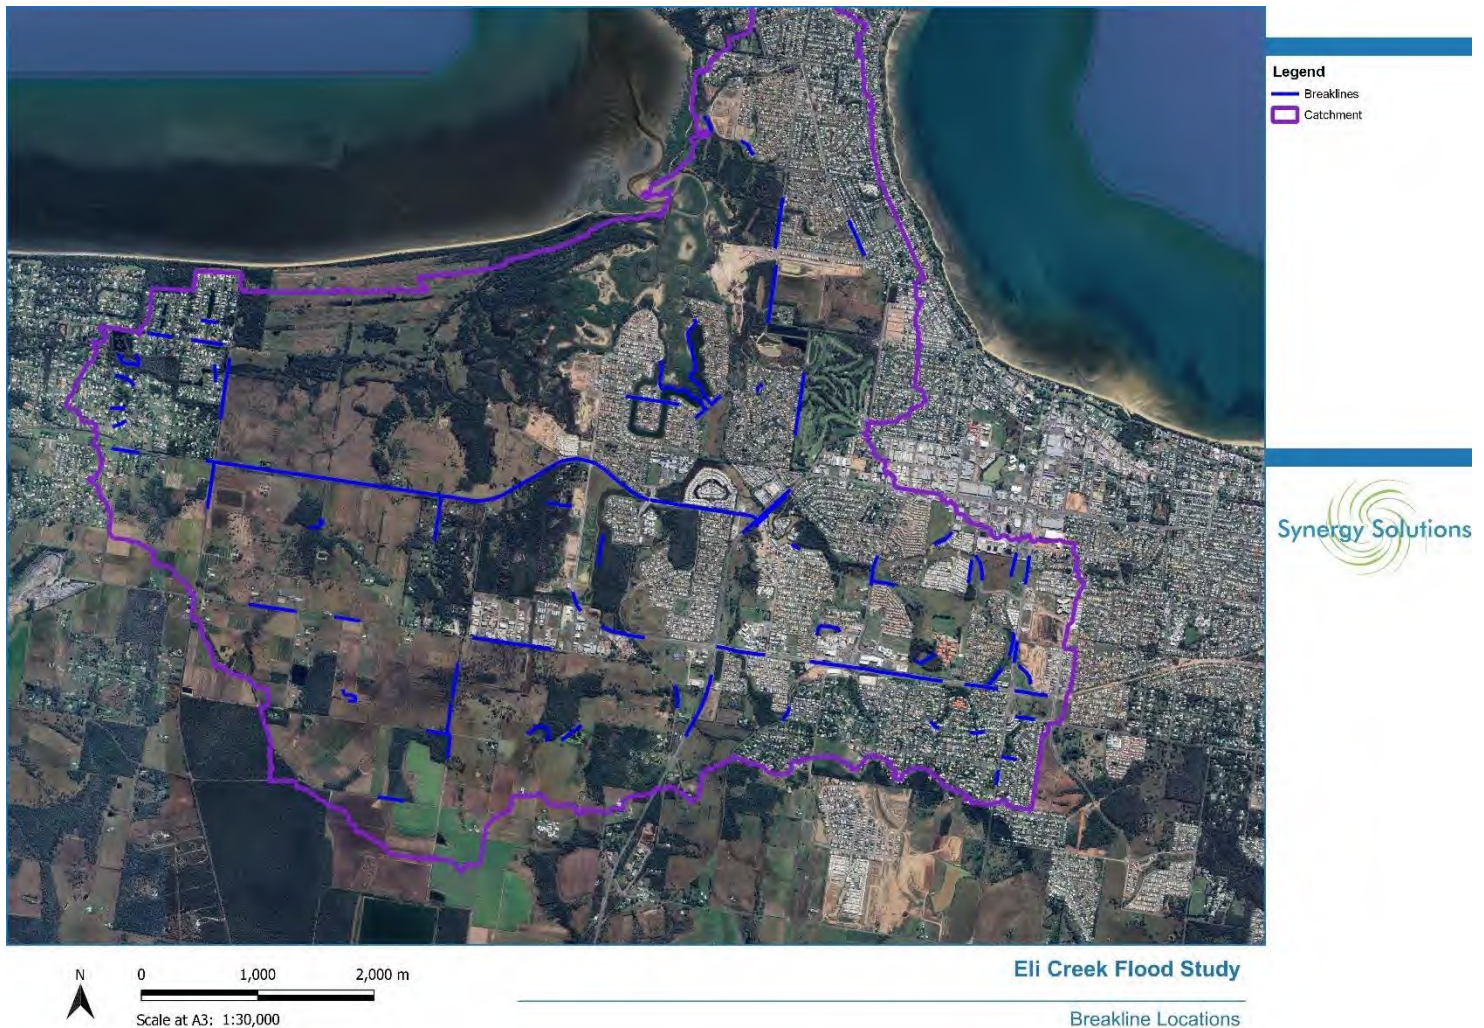 Legend
Breaklines
Catchment
Synergy Solutions
N
0 1,000 2,000 m
Scale at A3: 1:30,000
Eli Creek Flood Study
Breakline Locations